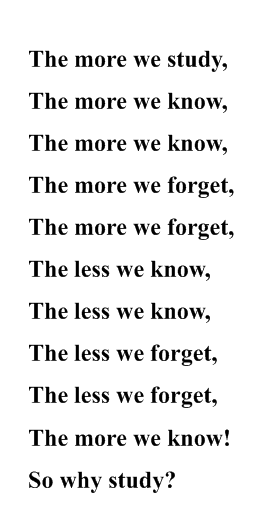 The more we study,
The more we know,
The more we know,
The more we forget,
The more we forget,
The less we know,
The less we know,
The less we forget,
The less we forget,
The more we know!
So why study?